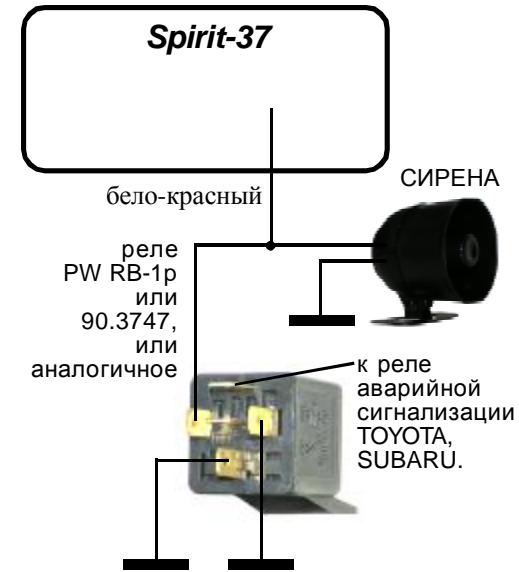 Spirit-37
бело-красный
СИРЕНА
реле
PW RB-1p
или
90.3747,
или
аналогичное
к реле
аварийной
сигнализации
TOYOTA,
SUBARU.